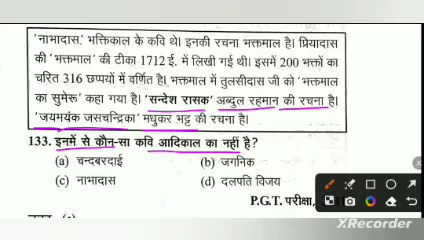 'नाभादास,' भक्तिकाल के कवि थे। इनकी रचना भक्तमाल है। प्रियादास
की 'भक्तमाल' की टीका 1712 ई. में लिखी गई थी। इसमें 200 भक्तों का
चरित 316 छप्पयों में वर्णित है। भक्तमाल में तुलसीदास जी को 'भक्तमाल
का सुमेरू' कहा गया है। 'सन्देश रासक' अब्दुल रहमान की रचना है।
'जयमयंक जसचन्द्रिका' मधुकर भट्ट की रचना है।
133. इनमें से कौन-सा कवि आदिकाल का नहीं है?
(a) चन्दबरदाई (b) जगनिक
(c) नाभादास (d) दलपति विजय
P.G.T. परीक्षा,
XRecorder